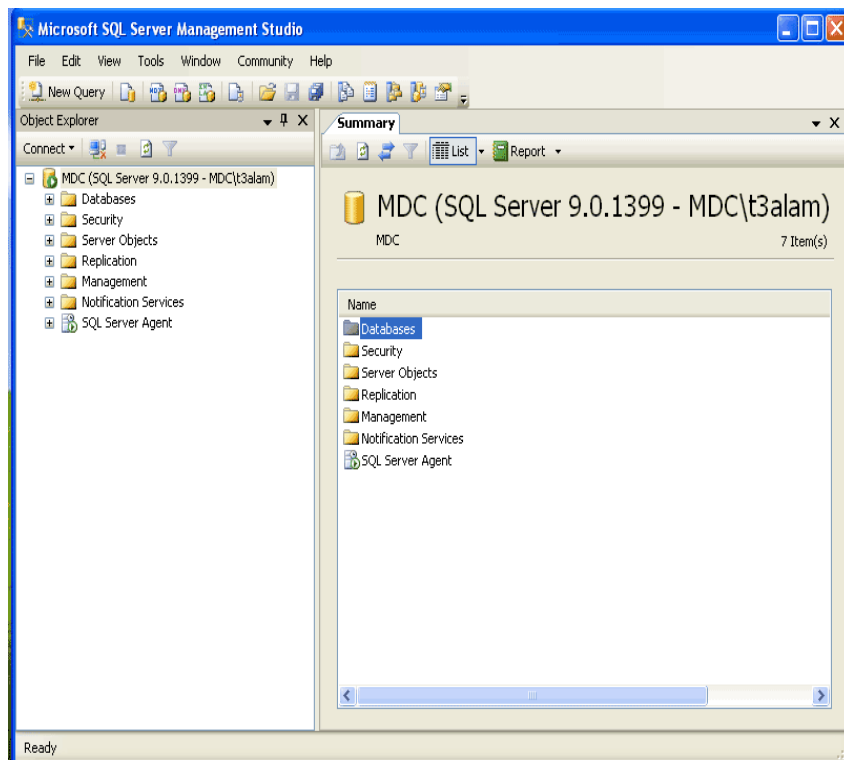 Microsoft SQL Server Management Studio
File Edit View Tools Window Community Help
New Query
Object Explorer
Connect
MDC (SQL Server 9.0.1399 - MDC\t3alam)
Databases
Security
Server Objects
Replication
Management
Notification Services
SQL Server Agent
Summary
List Report
MDC (SQL Server 9.0.1399 - MDC\t3alam)
MDC 7 Item(s)
Name
Databases
Security
Server Objects
Replication
Management
Notification Services
SQL Server Agent
Ready